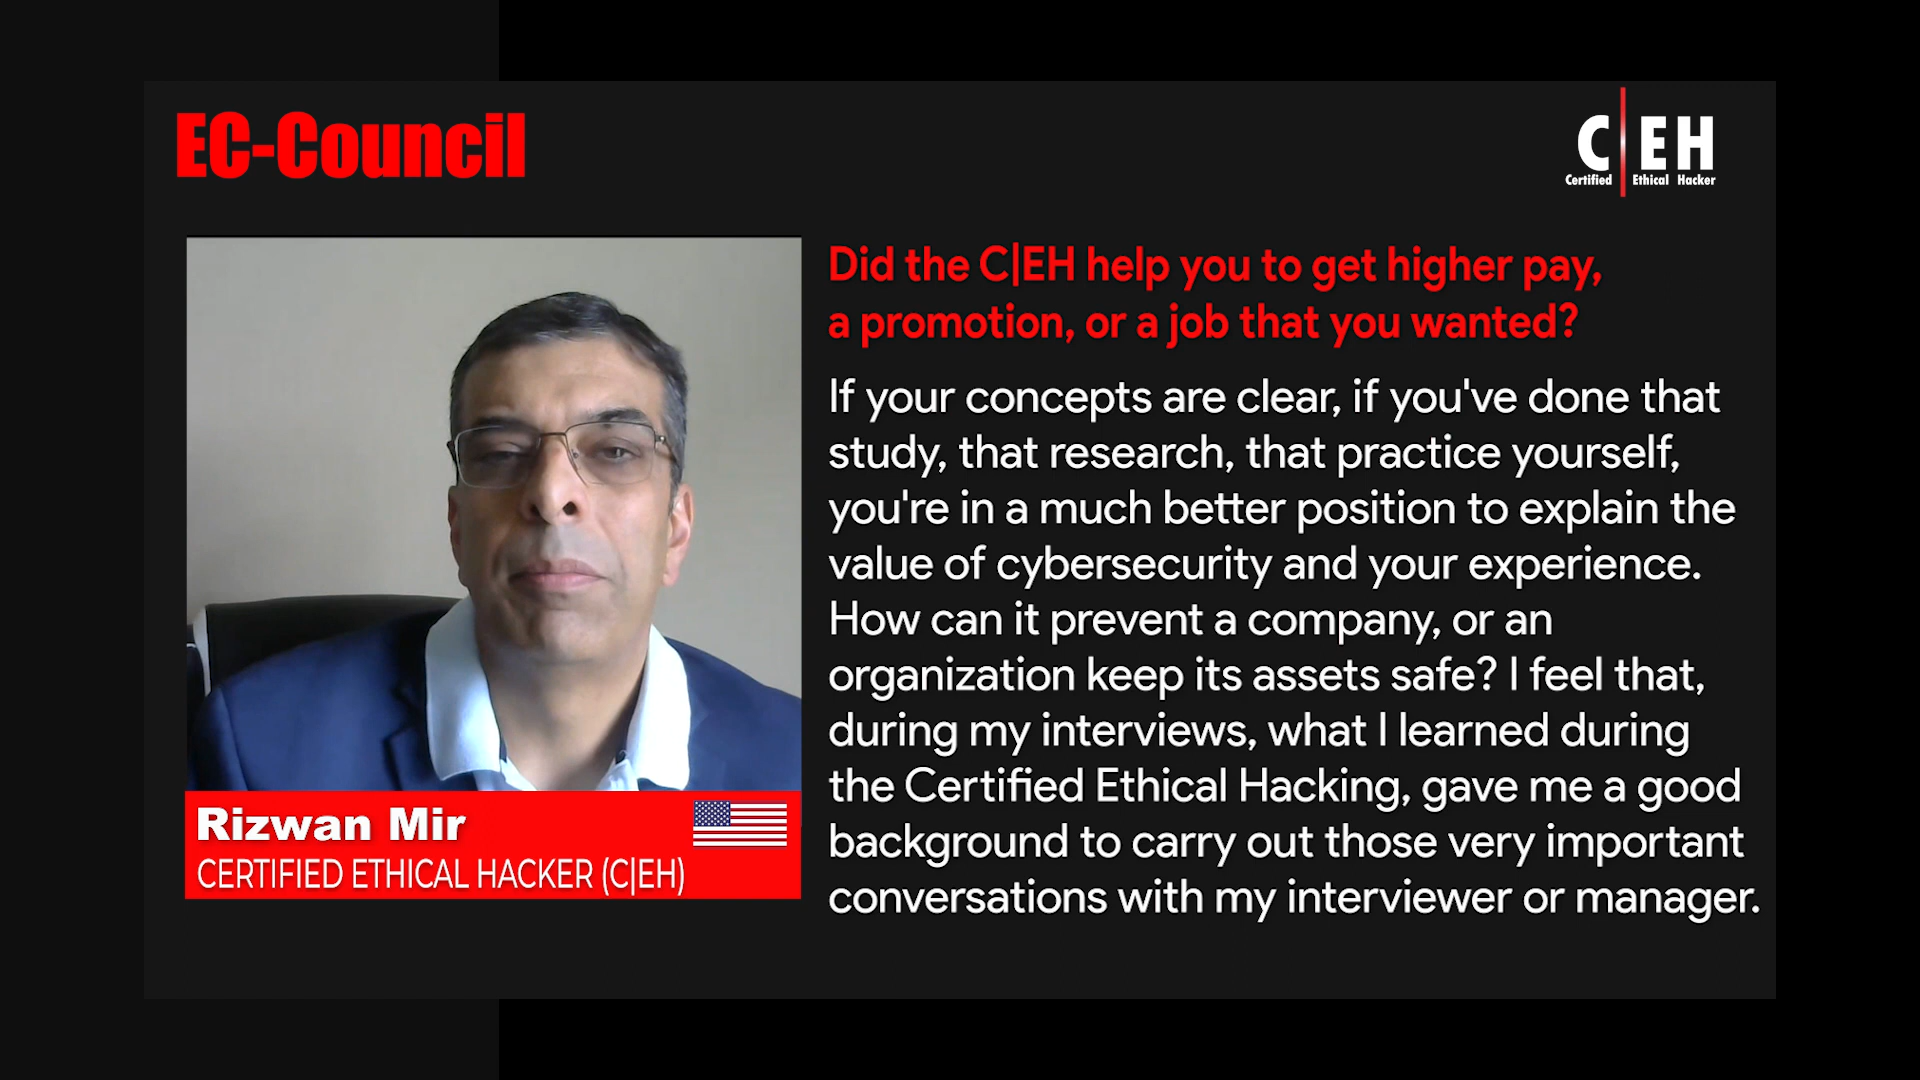 EC-Council
C|EH
Certified Ethical Hacker
Did the C|EH help you to get higher pay,
a promotion, or a job that you wanted?
If your concepts are clear, if you've done that
study, that research, that practice yourself,
you're in a much better position to explain the
value of cybersecurity and your experience.
How can it prevent a company, or an
organization keep its assets safe? I feel that,
during my interviews, what I learned during
the Certified Ethical Hacking, gave me a good
background to carry out those very important
conversations with my interviewer or manager.
Rizwan Mir
CERTIFIED ETHICAL HACKER (C|EH)